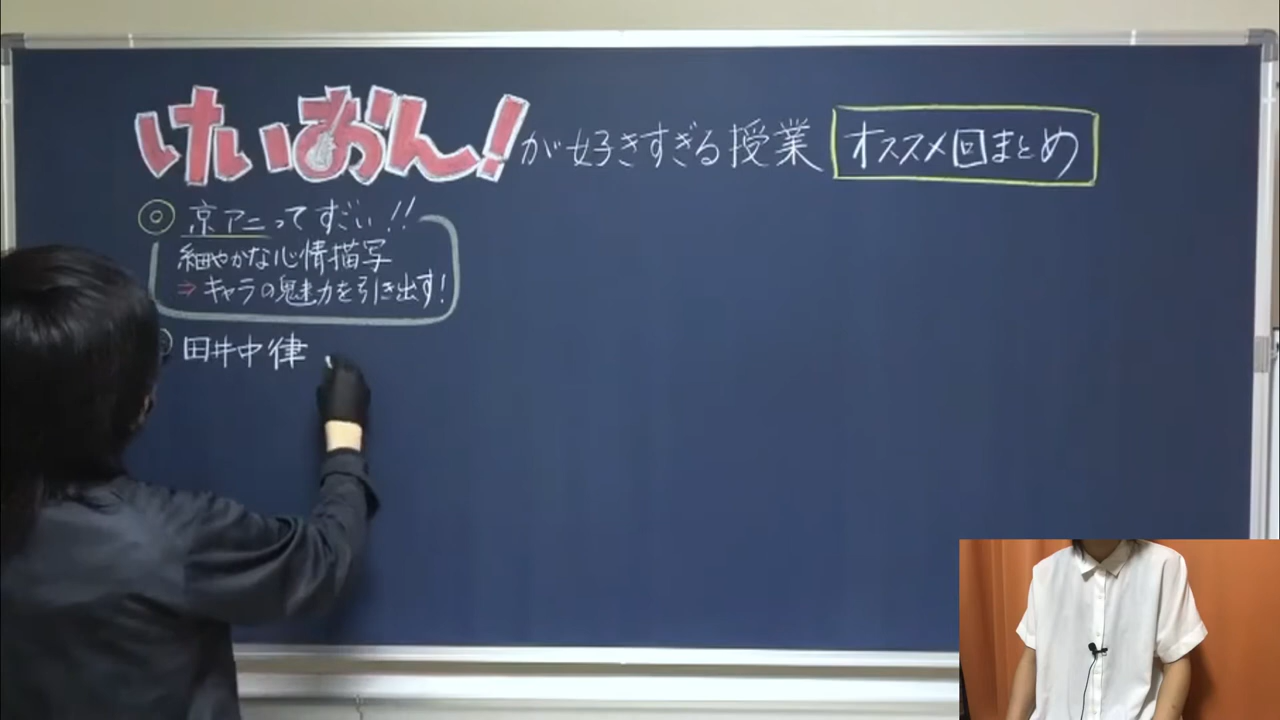 けいおん!が好きすぎる授業 オススメ回まとめ
◎ 京アニってすごい!!
細やかな心情描写
⇒ キャラの魅力を引き出す!
田井中律